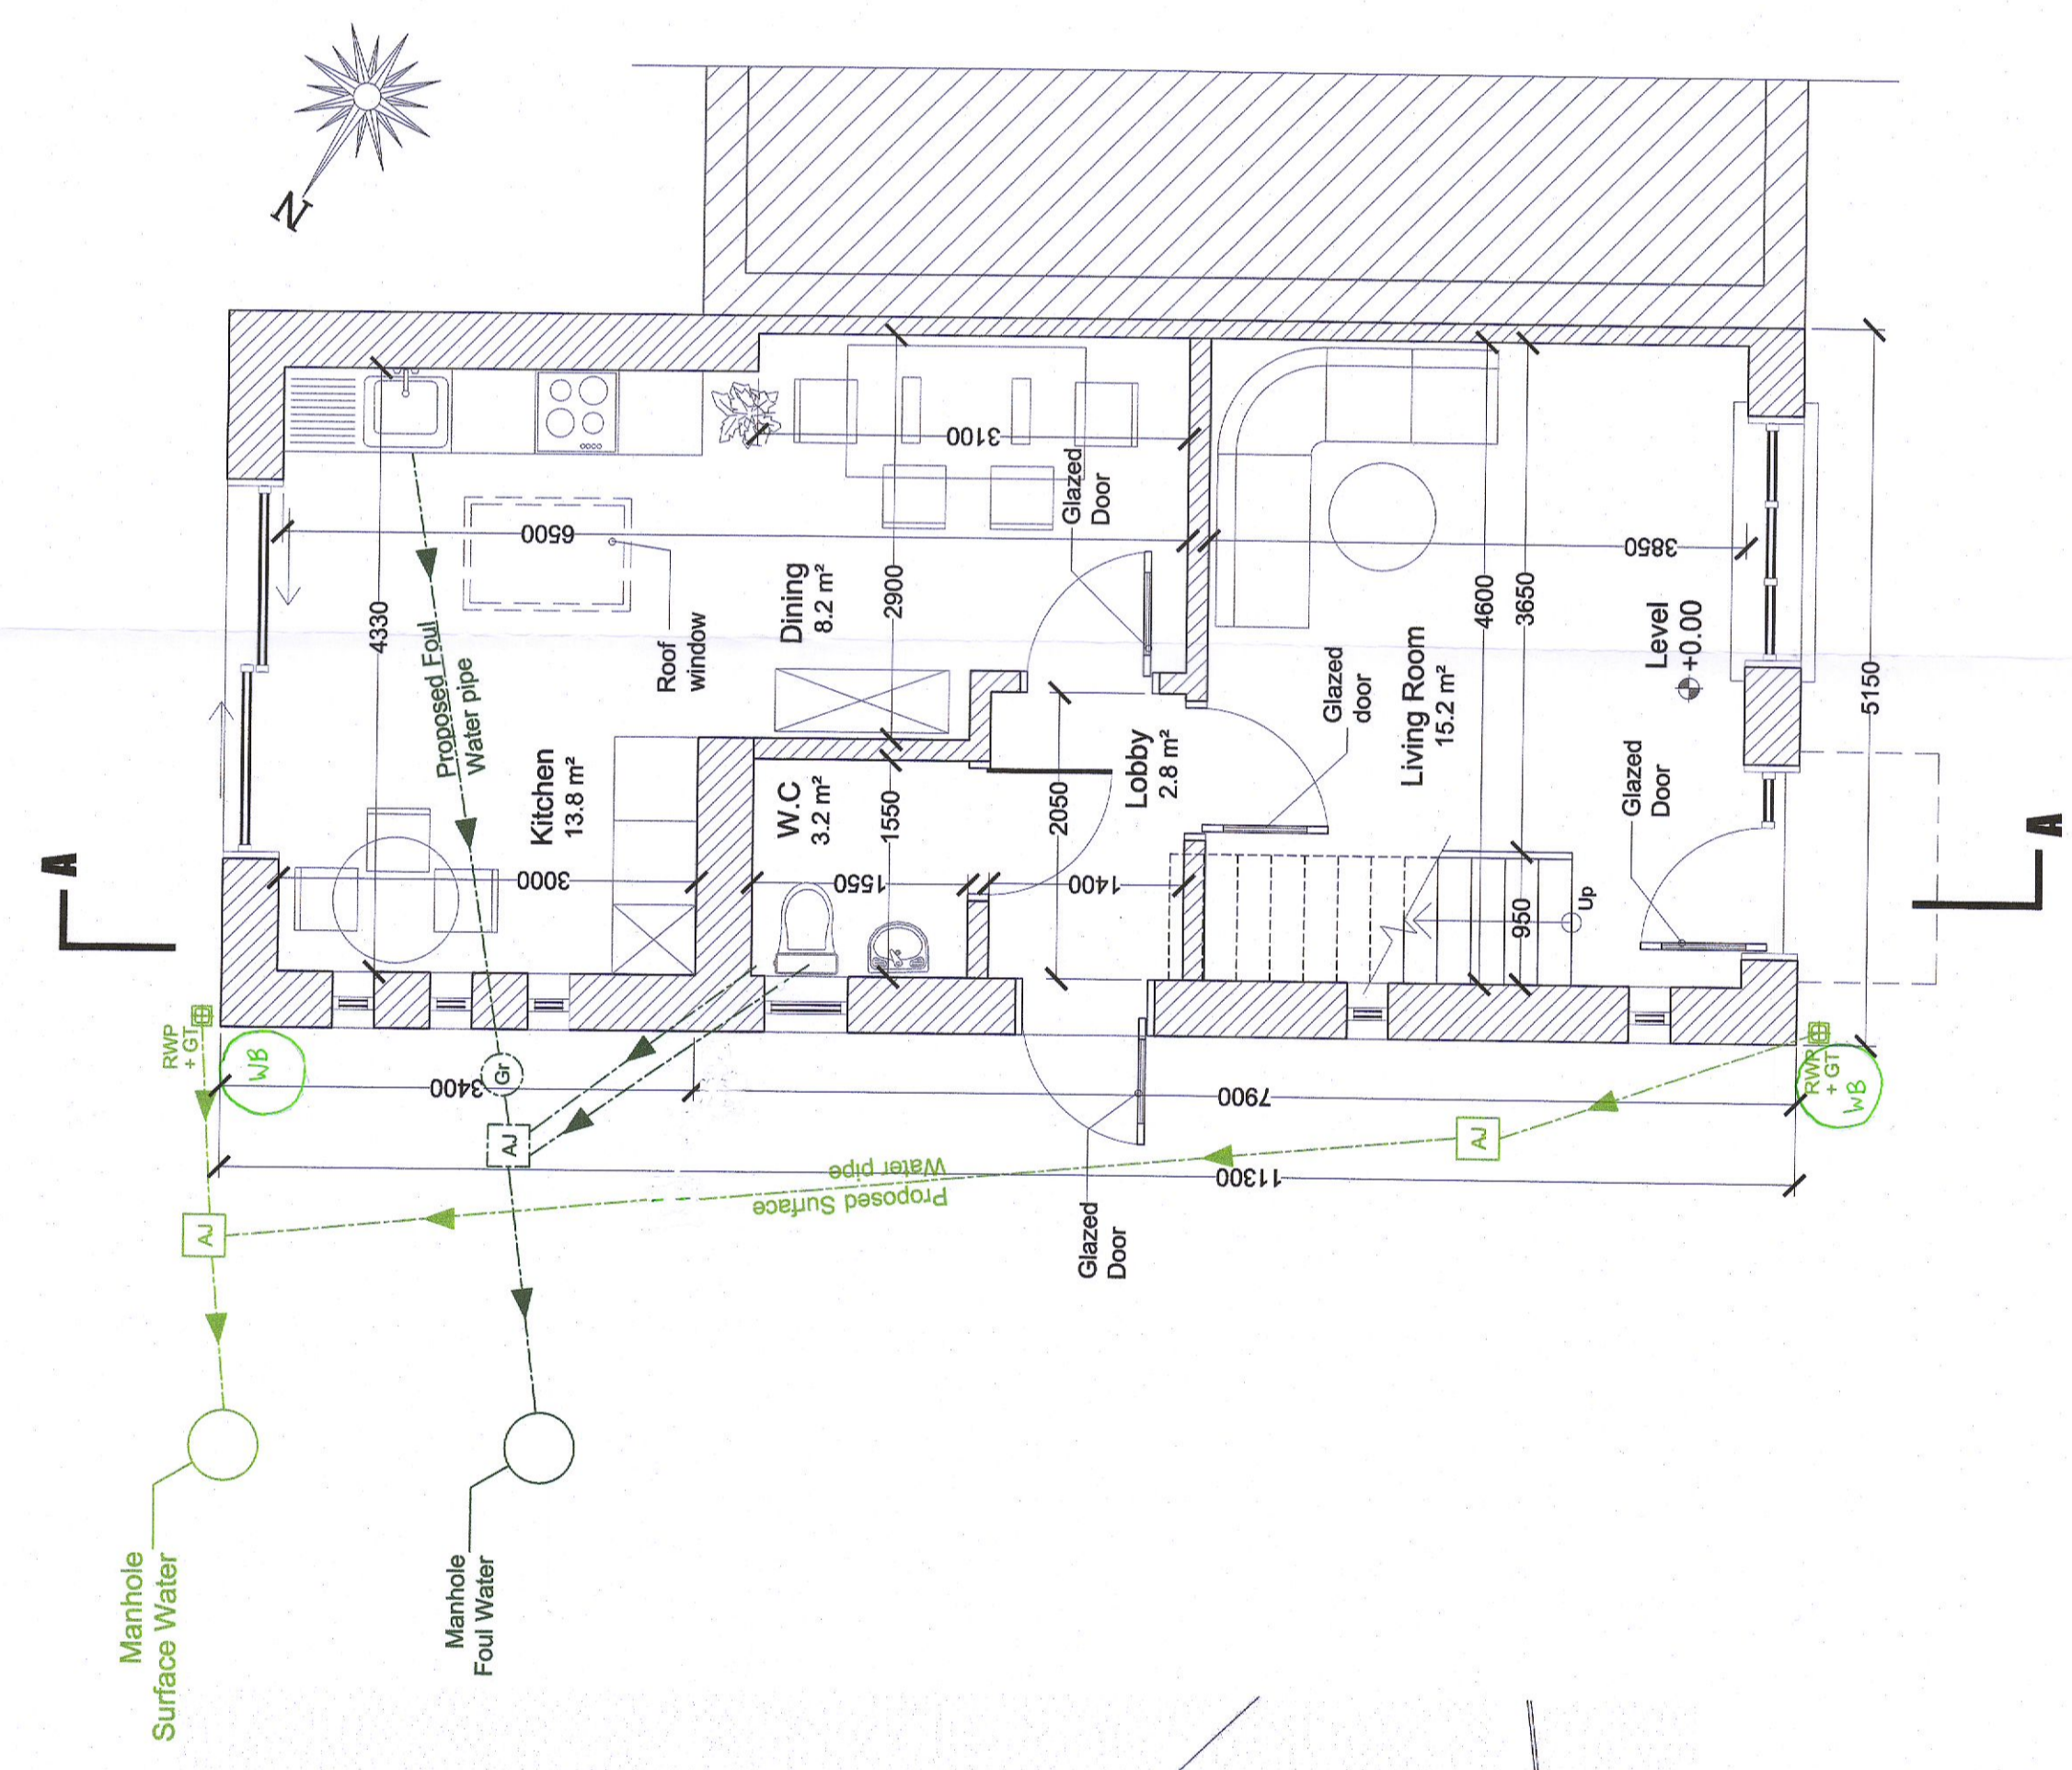 N
A
A
4330
6500
3100
Proposed Foul
Water pipe
Roof
window
Kitchen
13.8 m²
3000
Dining
8.2 m²
2900
Glazed
Door
W.C
3.2 m²
1550
1550
2050
Lobby
2.8 m²
1400
Glazed
door
Living Room
15.2 m²
4600
3650
3850
Level
+0.00
5150
Glazed
Door
950
Up
RWP
+ GT
WB
3400
Gr
AJ
7900
RWP
+ GT
WB
AJ
11300
Proposed Surface
Water pipe
AJ
Glazed
Door
Manhole
Surface Water
Manhole
Foul Water